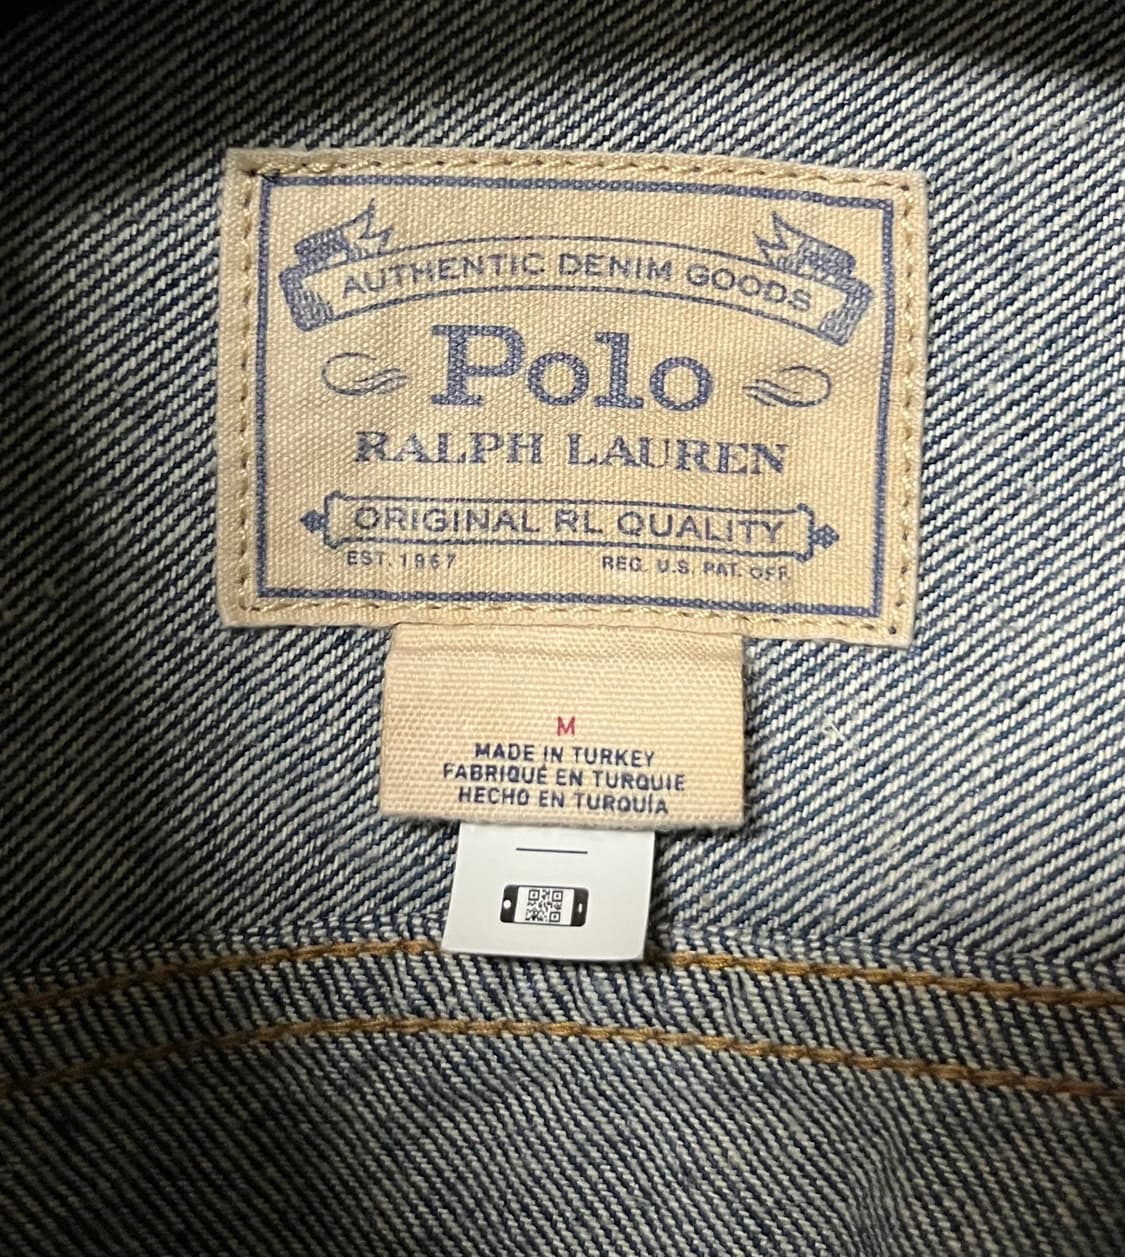 AUTHENTIC DENIM GOODS
Polo
RALPH LAUREN
ORIGINAL RL QUALITY
EST. 1967 REG. U.S. PAT. OFF.
M
MADE IN TURKEY
FABRIQUÉ EN TURQUIE
HECHO EN TURQUÍA